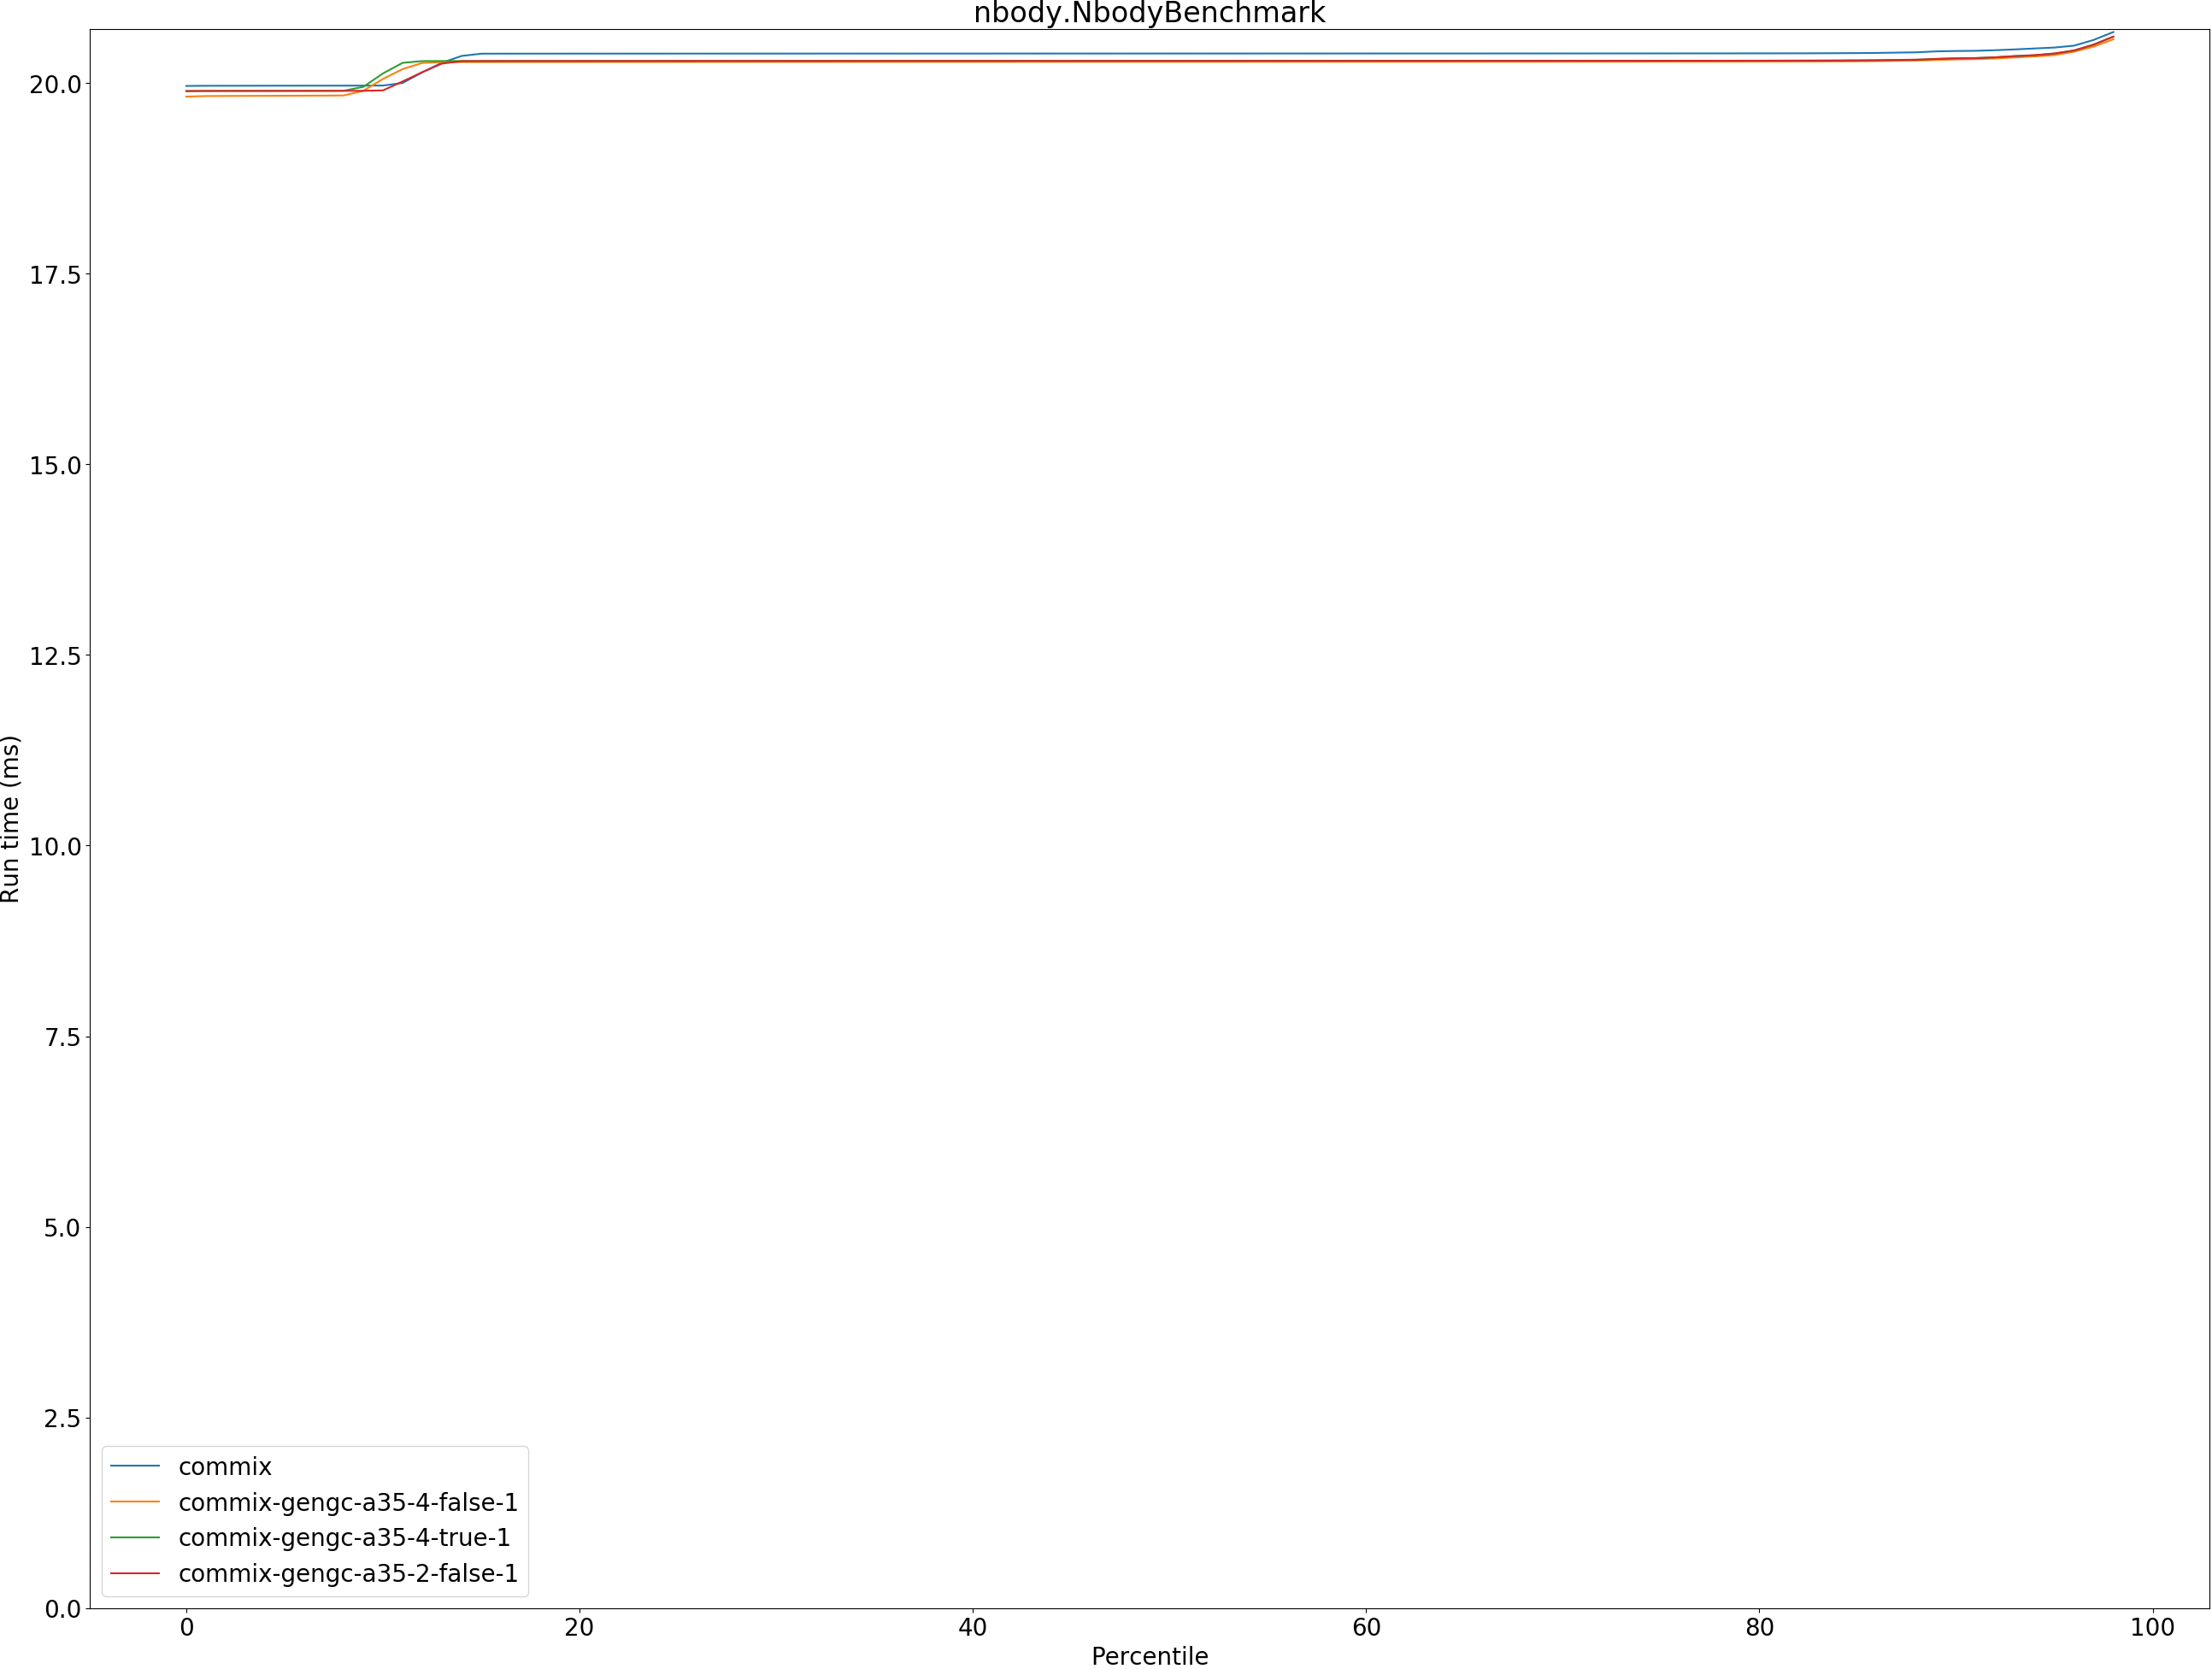 nbody.NbodyBenchmark
20.0
17.5
15.0
12.5
10.0
7.5
5.0
2.5
0.0
Run time (ms)
commix
commix-gengc-a35-4-false-1
commix-gengc-a35-4-true-1
commix-gengc-a35-2-false-1
0 20 40 60 80 100
Percentile